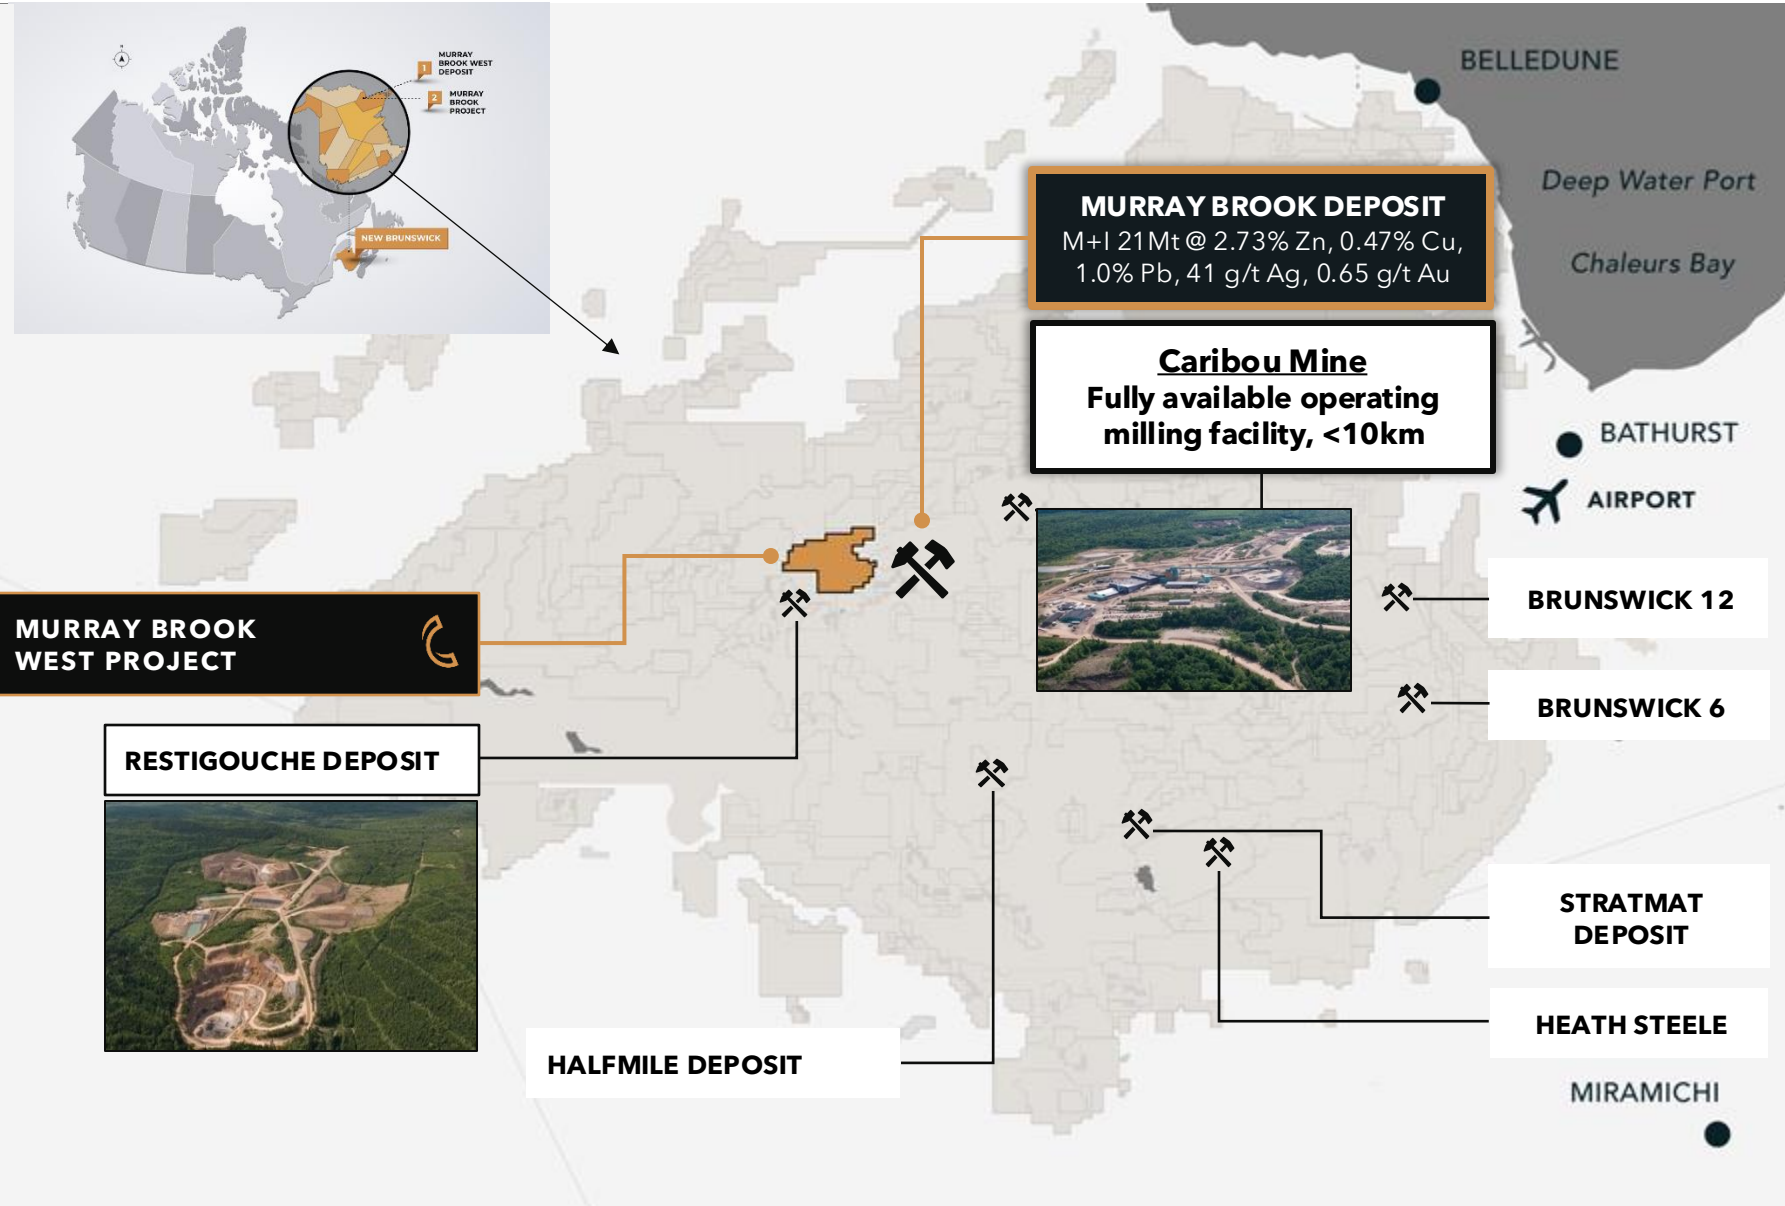 N
MURRAY
BROOK WEST
DEPOSIT
1
2
MURRAY
BROOK
PROJECT
NEW BRUNSWICK
BELLEDUNE
Deep Water Port
Chaleurs Bay
MURRAY BROOK DEPOSIT
M+I 21Mt @ 2.73% Zn, 0.47% Cu,
1.0% Pb, 41 g/t Ag, 0.65 g/t Au
Caribou Mine
Fully available operating
milling facility, <10km
BATHURST
AIRPORT
BRUNSWICK 12
BRUNSWICK 6
MURRAY BROOK
WEST PROJECT
RESTIGOUCHE DEPOSIT
STRATMAT
DEPOSIT
HEATH STEELE
HALFMILE DEPOSIT
MIRAMICHI